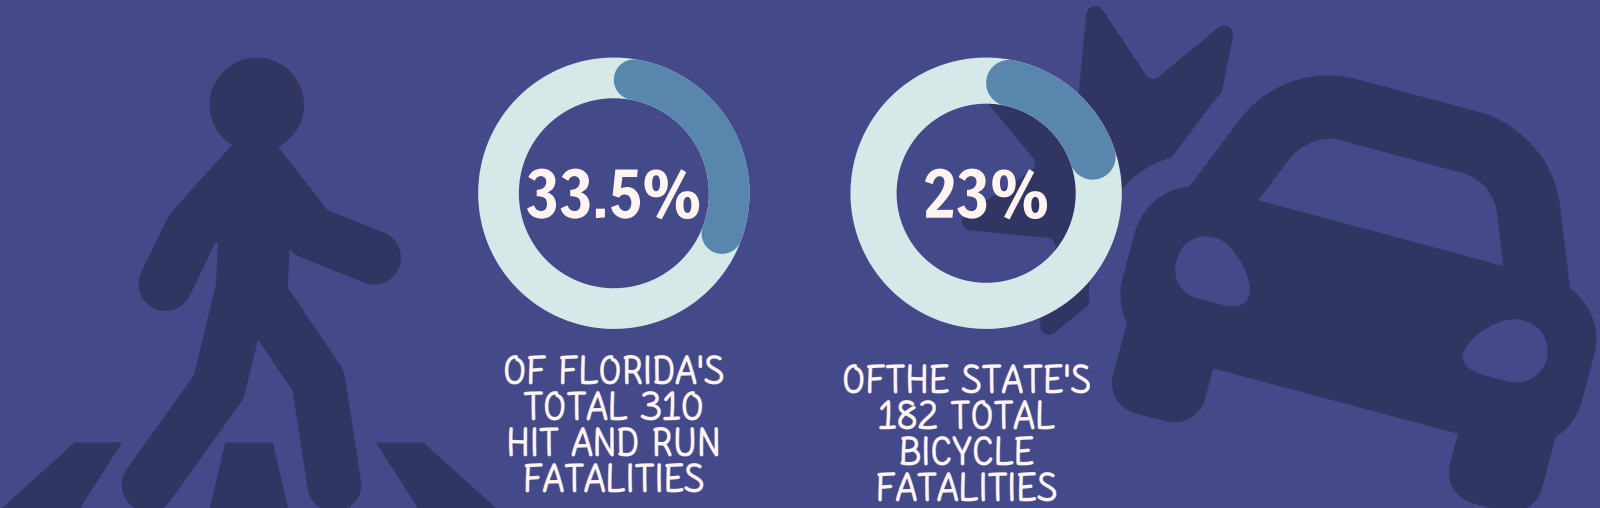 33.5%
OF FLORIDA'S
TOTAL 310
HIT AND RUN
FATALITIES
23%
OFTHE STATE'S
182 TOTAL
BICYCLE
FATALITIES